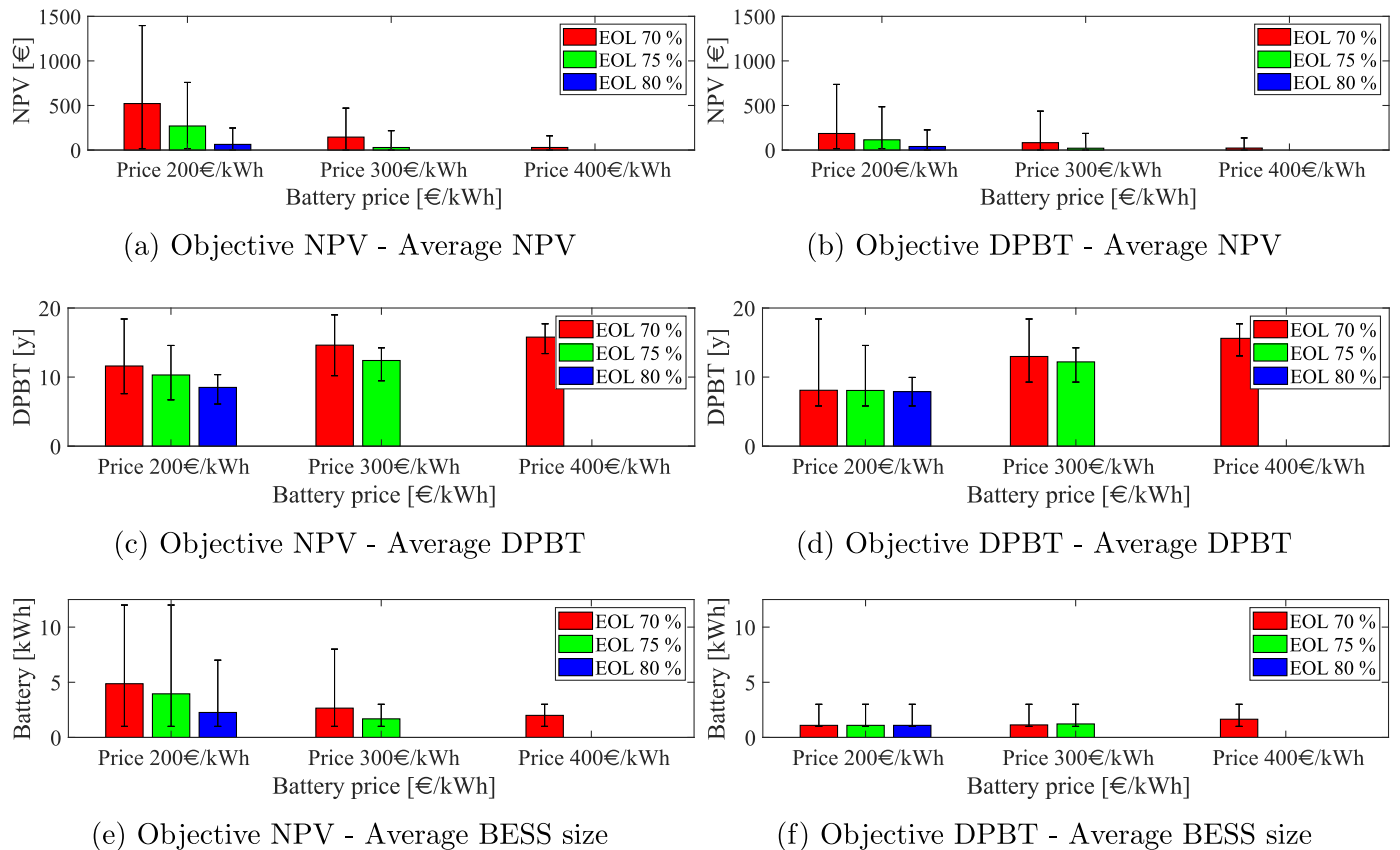 1500
1000
500
0
NPV [€]
EOL 70 %
EOL 75 %
EOL 80 %
Price 200€/kWh
Price 300€/kWh
Price 400€/kWh
Battery price [€/kWh]
(a) Objective NPV - Average NPV
1500
1000
500
0
NPV [€]
EOL 70 %
EOL 75 %
EOL 80 %
Price 200€/kWh
Price 300€/kWh
Price 400€/kWh
Battery price [€/kWh]
(b) Objective DPBT - Average NPV
20
10
0
DPBT [y]
EOL 70 %
EOL 75 %
EOL 80 %
Price 200€/kWh
Price 300€/kWh
Price 400€/kWh
Battery price [€/kWh]
(c) Objective NPV - Average DPBT
20
10
0
DPBT [y]
EOL 70 %
EOL 75 %
EOL 80 %
Price 200€/kWh
Price 300€/kWh
Price 400€/kWh
Battery price [€/kWh]
(d) Objective DPBT - Average DPBT
10
5
0
Battery [kWh]
EOL 70 %
EOL 75 %
EOL 80 %
Price 200€/kWh
Price 300€/kWh
Price 400€/kWh
Battery price [€/kWh]
(e) Objective NPV - Average BESS size
10
5
0
Battery [kWh]
EOL 70 %
EOL 75 %
EOL 80 %
Price 200€/kWh
Price 300€/kWh
Price 400€/kWh
Battery price [€/kWh]
(f) Objective DPBT - Average BESS size